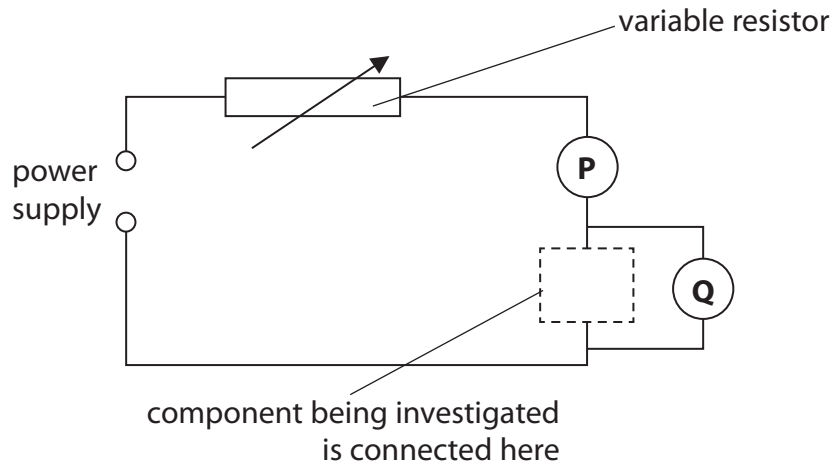 variable resistor
power
supply
P
Q
component being investigated
is connected here